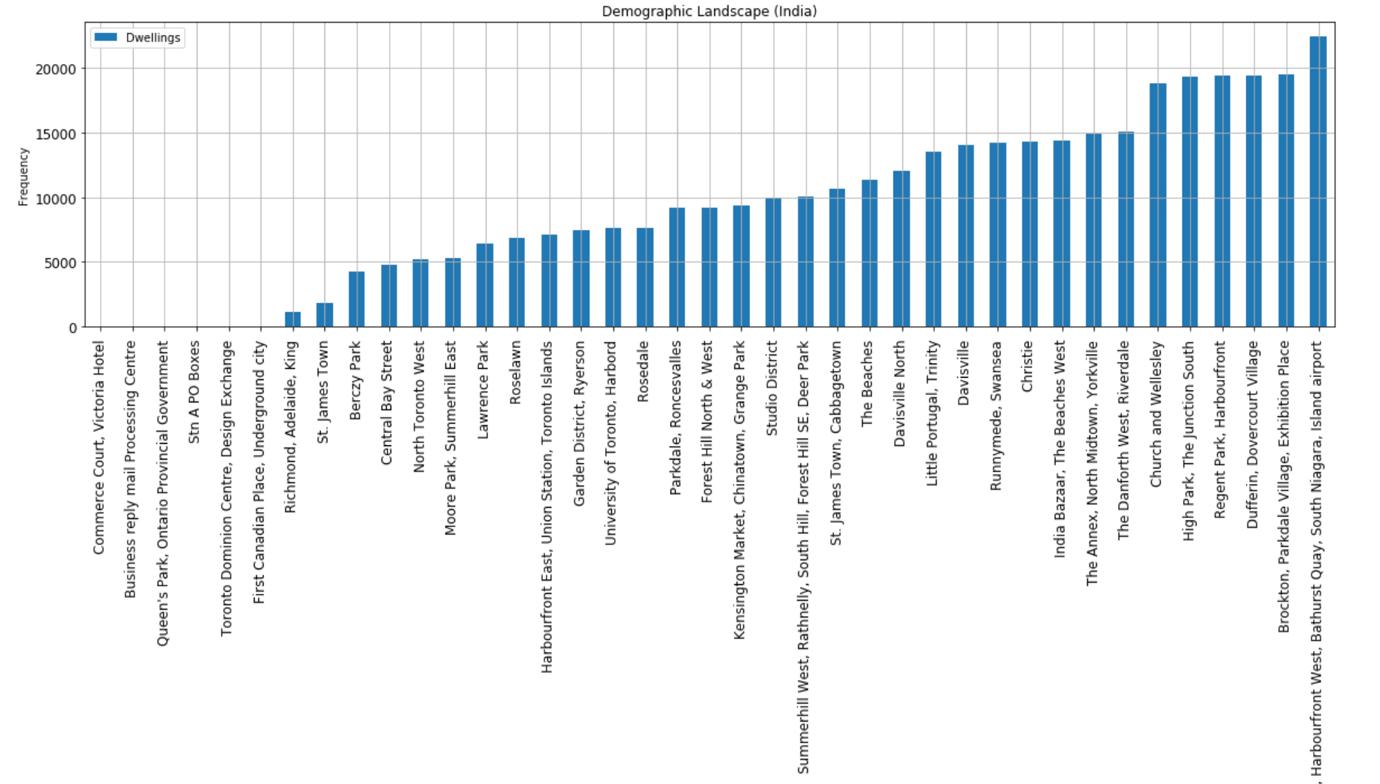 Demographic Landscape (India)
Dwellings
Frequency
20000
15000
10000
5000
0
Commerce Court, Victoria Hotel
Business reply mail Processing Centre
Queen's Park, Ontario Provincial Government
Stn A PO Boxes
Toronto Dominion Centre, Design Exchange
First Canadian Place, Underground city
Richmond, Adelaide, King
St. James Town
Berczy Park
Central Bay Street
North Toronto West
Moore Park, Summerhill East
Lawrence Park
Roselawn
Harbourfront East, Union Station, Toronto Islands
Garden District, Ryerson
University of Toronto, Harbord
Rosedale
Parkdale, Roncesvalles
Forest Hill North & West
Kensington Market, Chinatown, Grange Park
Studio District
Summerhill West, Rathnelly, South Hill, Forest Hill SE, Deer Park
St. James Town, Cabbagetown
The Beaches
Davisville North
Little Portugal, Trinity
Davisville
Runnymede, Swansea
Christie
India Bazaar, The Beaches West
The Annex, North Midtown, Yorkville
The Danforth West, Riverdale
Church and Wellesley
High Park, The Junction South
Regent Park, Harbourfront
Dufferin, Dovercourt Village
Brockton, Parkdale Village, Exhibition Place
, Harbourfront West, Bathurst Quay, South Niagara, Island airport